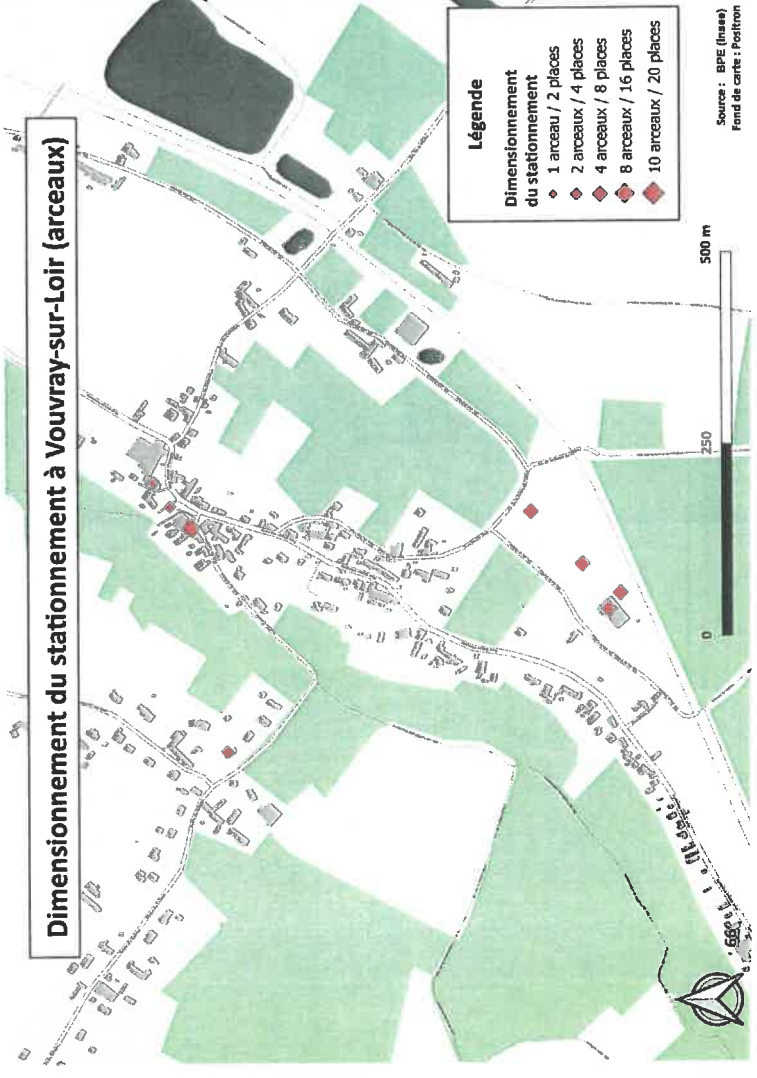 Dimensionnement du stationnement à Vouvray-sur-Loir (arceaux)
Légende
Dimensionnement
du stationnement
1 arceau / 2 places
2 arceaux / 4 places
4 arceaux / 8 places
8 arceaux / 16 places
10 arceaux / 20 places
0
250
500 m
Source : BPE (Insee)
Fond de carte : Positron